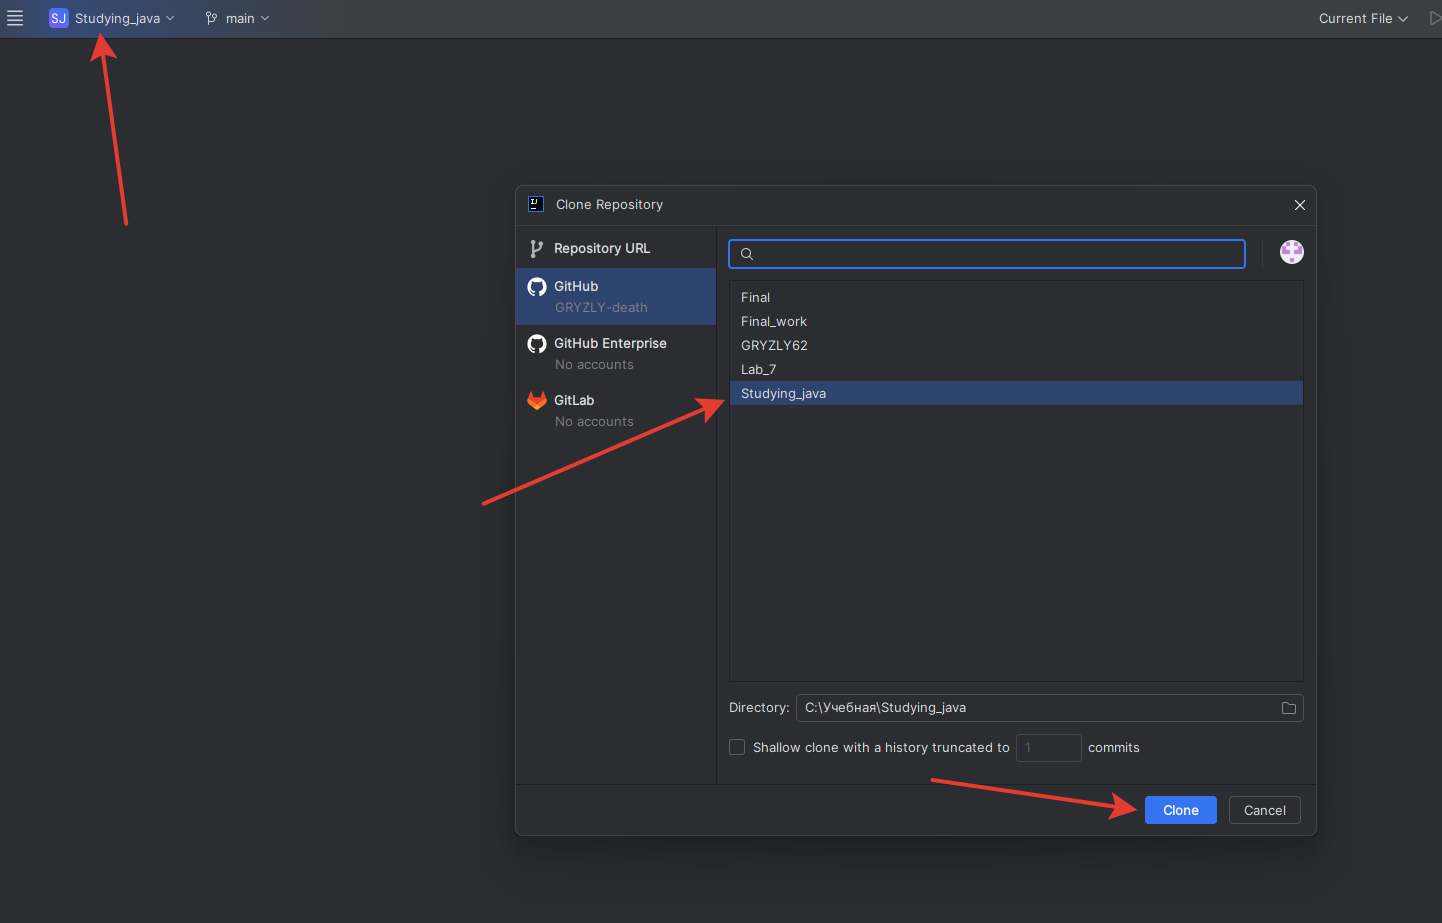 SJ Studying_java main Current File
Clone Repository
Repository URL
GitHub
GRYZLY-death
GitHub Enterprise
No accounts
GitLab
No accounts
Final
Final_work
GRYZLY62
Lab_7
Studying_java
Directory: C:\Учебная\Studying_java
Shallow clone with a history truncated to 1 commits
Clone Cancel